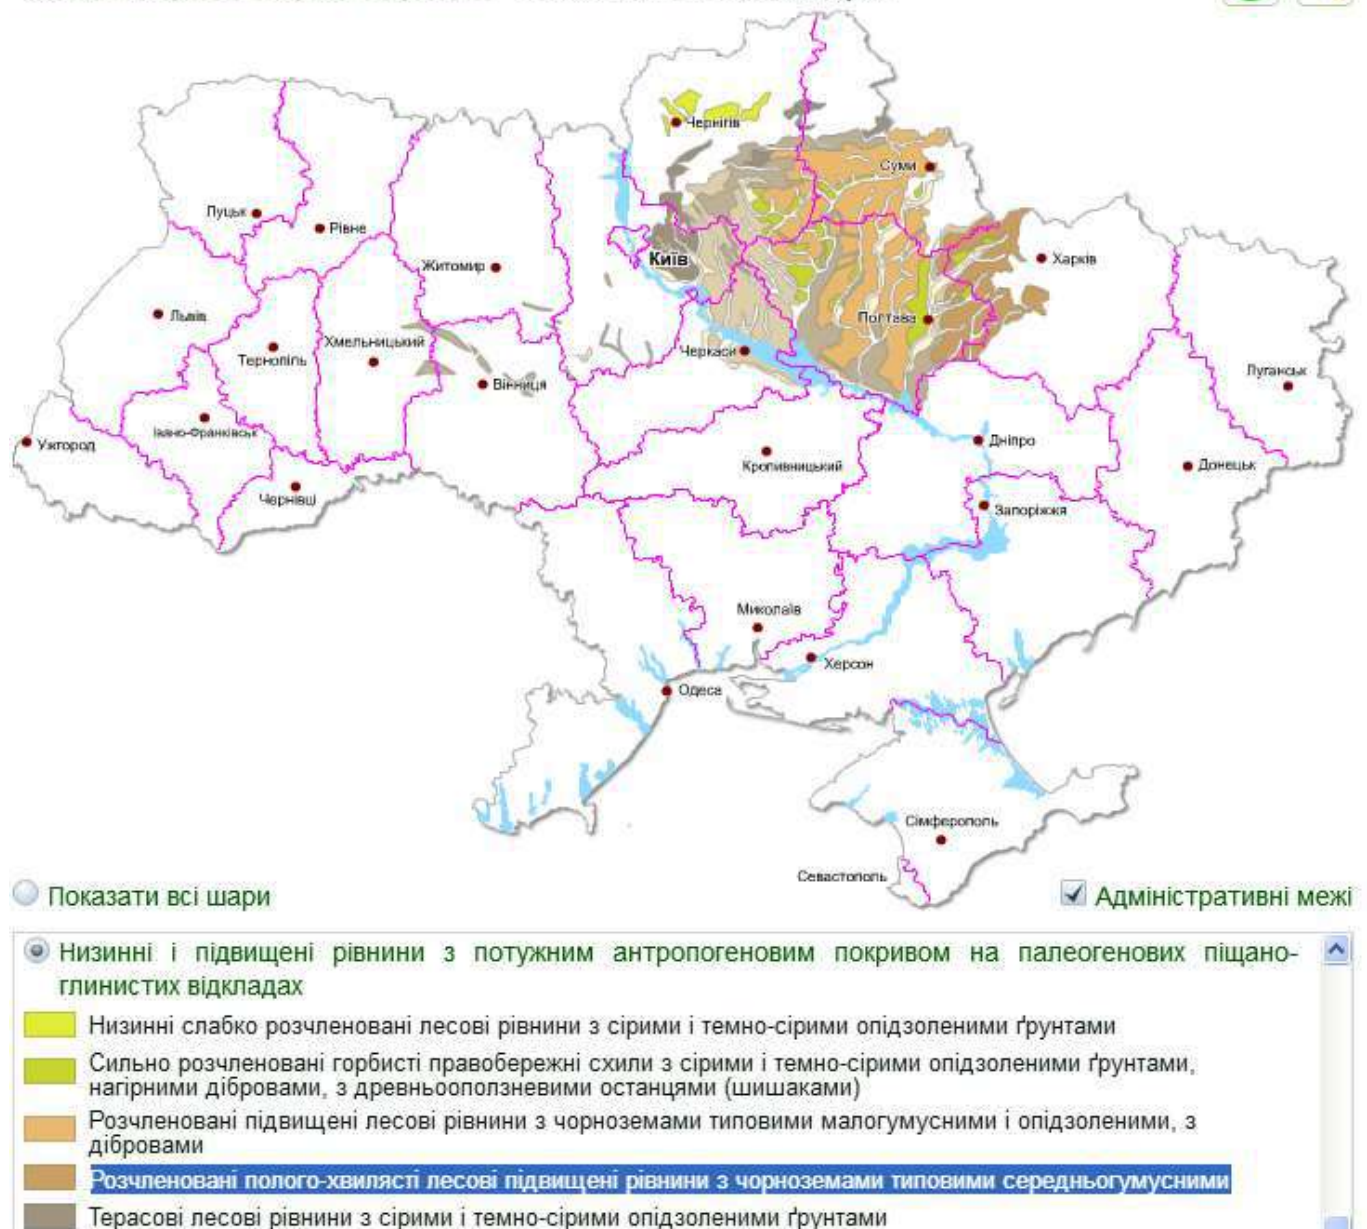 Чернігів
Суми
Луцьк
Рівне
Київ
Харків
Житомир
Львів
Полтава
Хмельницький
Тернопіль
Черкаси
Луганськ
Вінниця
Івано-Франківськ
Ужгород
Дніпро
Кропивницький
Донецьк
Чернівці
Запоріжжя
Миколаїв
Херсон
Одеса
Сімферополь
Севастополь
Показати всі шари
Адміністративні межі
Низинні і підвищені рівнини з потужним антропогеновим покривом на палеогенових піщано-
глинистих відкладах
Низинні слабко розчленовані лесові рівнини з сірими і темно-сірими опідзоленими ґрунтами
Сильно розчленовані горбисті правобережні схили з сірими і темно-сірими опідзоленими ґрунтами,
нагірними дібровами, з древньооползневими останцями (шишаками)
Розчленовані підвищені лесові рівнини з чорноземами типовими малогумусними і опідзоленими, з
дібровами
Розчленовані полого-хвилясті лесові підвищені рівнини з чорноземами типовими середньогумусними
Терасові лесові рівнини з сірими і темно-сірими опідзоленими ґрунтами